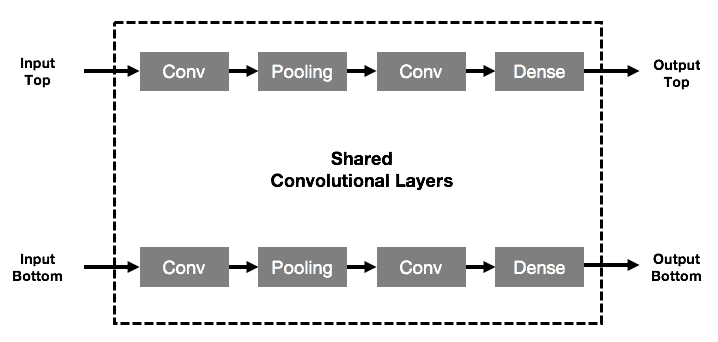 Input
Top
Conv
Pooling
Conv
Dense
Output
Top
Shared
Convolutional Layers
Input
Bottom
Conv
Pooling
Conv
Dense
Output
Bottom